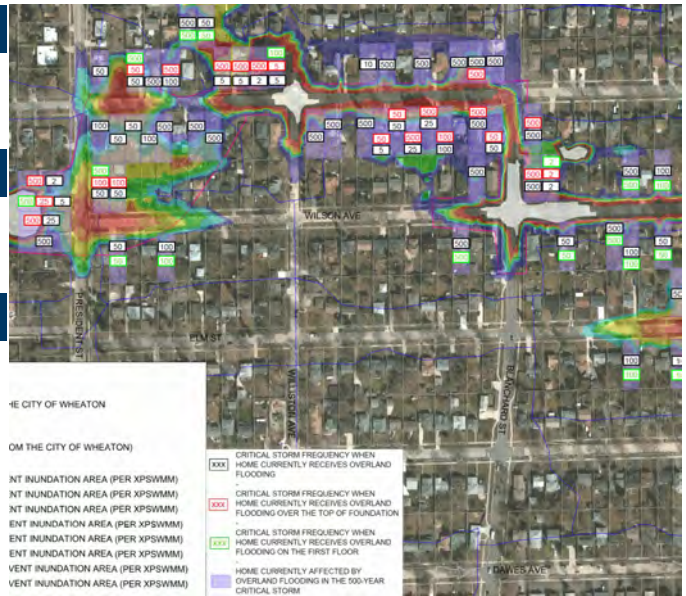 500 50
500 50
500
50
500
50
50 500 100
100
500 500 500 5
5 5 2 5
10 500
500
500 500 500
500
100 500
50 100
500
500
500
100 100
50 50
500 2
25 5
500 25
500
50
50
100
100
500
500 500
500
50 500
50 25
500
500
50 500 100
500 25 100
50
50
500
500
2
500 2
500 2
500 100
100 100
WILSON AVE
500
500
50
50
500
100
100
50
50
PRESIDENT ST
ELM ST
WILLISTON AVE
BLANCHARD ST
100
100
HE CITY OF WHEATON
OM THE CITY OF WHEATON)
NT INUNDATION AREA (PER XPSWMM)
NT INUNDATION AREA (PER XPSWMM)
NT INUNDATION AREA (PER XPSWMM)
ENT INUNDATION AREA (PER XPSWMM)
ENT INUNDATION AREA (PER XPSWMM)
ENT INUNDATION AREA (PER XPSWMM)
VENT INUNDATION AREA (PER XPSWMM)
VENT INUNDATION AREA (PER XPSWMM)
XXX
CRITICAL STORM FREQUENCY WHEN
HOME CURRENTLY RECEIVES OVERLAND
FLOODING
XXX
CRITICAL STORM FREQUENCY WHEN
HOME CURRENTLY RECEIVES OVERLAND
FLOODING OVER THE TOP OF FOUNDATION
XXX
CRITICAL STORM FREQUENCY WHEN
HOME CURRENTLY RECEIVES OVERLAND
FLOODING ON THE FIRST FLOOR
HOME CURRENTLY AFFECTED BY
OVERLAND FLOODING IN THE 500-YEAR
CRITICAL STORM
DAWES AVE